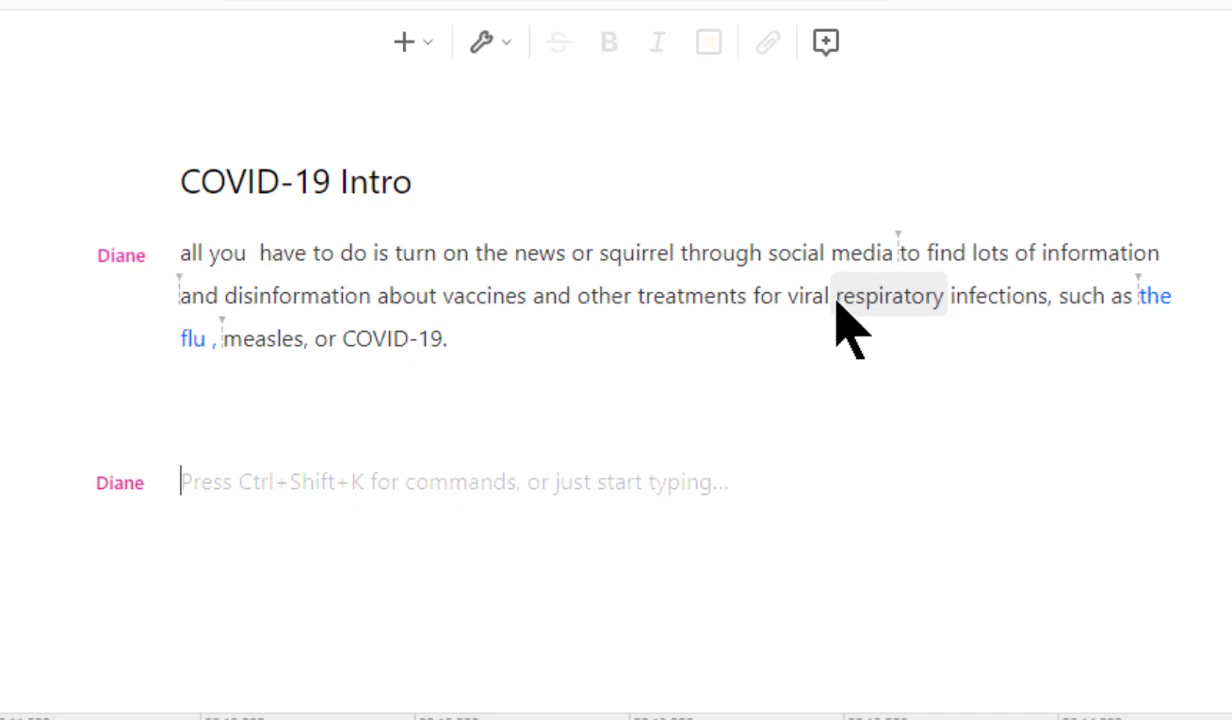 B I
COVID-19 Intro
Diane all you have to do is turn on the news or squirrel through social media to find lots of information
and disinformation about vaccines and other treatments for viral respiratory infections, such as the
flu , measles, or COVID-19.
Diane Press Ctrl+Shift+K for commands, or just start typing...